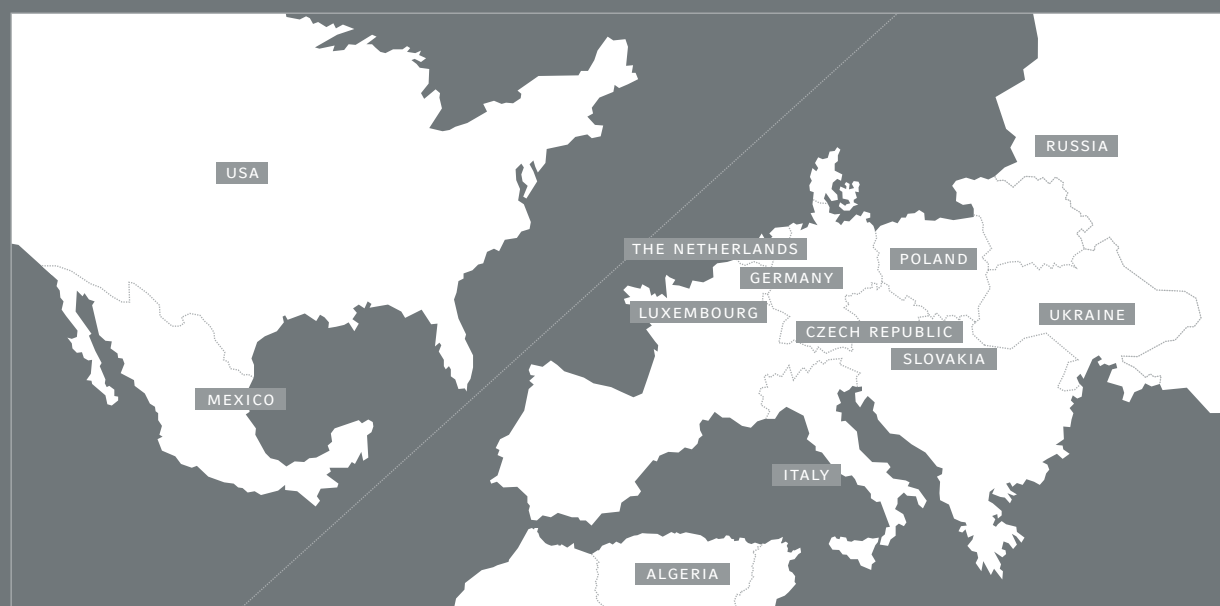 USA
RUSSIA
THE NETHERLANDS
POLAND
GERMANY
LUXEMBOURG
UKRAINE
CZECH REPUBLIC
SLOVAKIA
MEXICO
ITALY
ALGERIA